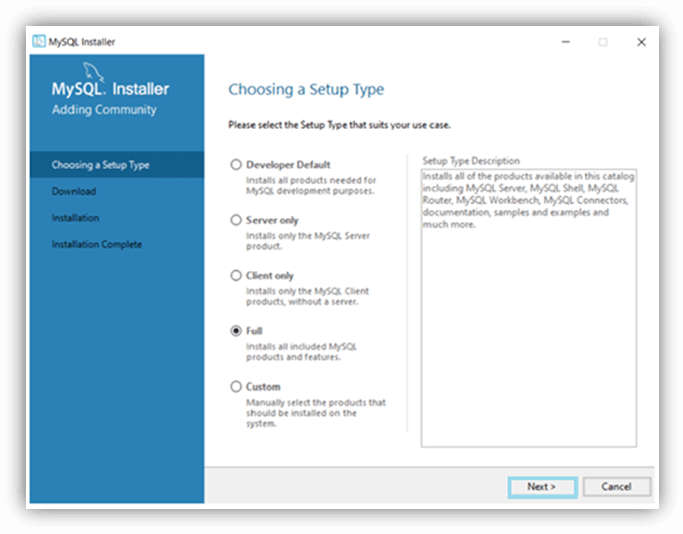 MySQL Installer
MySQL. Installer
Adding Community
Choosing a Setup Type
Download
Installation
Installation Complete
Choosing a Setup Type
Please select the Setup Type that suits your use case.
Developer Default
Installs all products needed for
MySQL development purposes.
Server only
Installs only the MySQL Server
product.
Client only
Installs only the MySQL Client
products, without a server.
Full
Installs all included MySQL
products and features.
Custom
Manually select the products that
should be installed on the
system.
Setup Type Description
Installs all of the products available in this catalog
including MySQL Server, MySQL Shell, MySQL
Router, MySQL Workbench, MySQL Connectors,
documentation, samples and examples and
much more.
Next >
Cancel